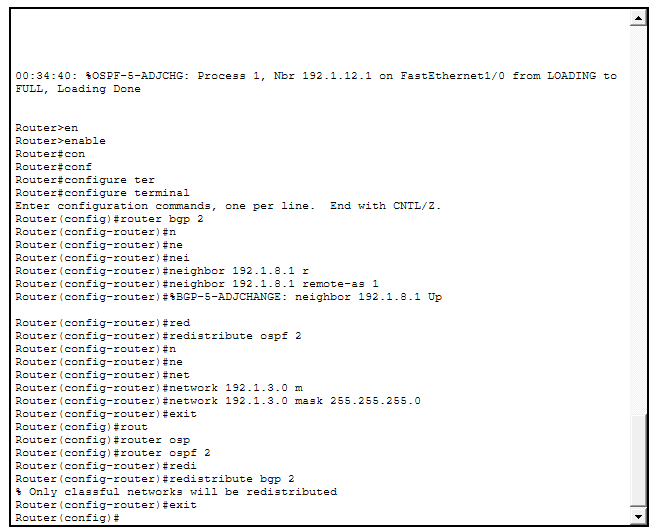 00:34:40: %OSPF-5-ADJCHG: Process 1, Nbr 192.1.12.1 on FastEthernet1/0 from LOADING to
FULL, Loading Done
Router>en
Router>enable
Router#con
Router#conf
Router#configure ter
Router#configure terminal
Enter configuration commands, one per line.  End with CNTL/Z.
Router(config)#router bgp 2
Router(config-router)#n
Router(config-router)#ne
Router(config-router)#nei
Router(config-router)#neighbor 192.1.8.1 r
Router(config-router)#neighbor 192.1.8.1 remote-as 1
Router(config-router)#%BGP-5-ADJCHANGE: neighbor 192.1.8.1 Up
Router(config-router)#red
Router(config-router)#redistribute ospf 2
Router(config-router)#n
Router(config-router)#ne
Router(config-router)#net
Router(config-router)#network 192.1.3.0 m
Router(config-router)#network 192.1.3.0 mask 255.255.255.0
Router(config-router)#exit
Router(config)#rout
Router(config)#router osp
Router(config)#router ospf 2
Router(config-router)#redi
Router(config-router)#redistribute bgp 2
% Only classful networks will be redistributed
Router(config-router)#exit
Router(config)#